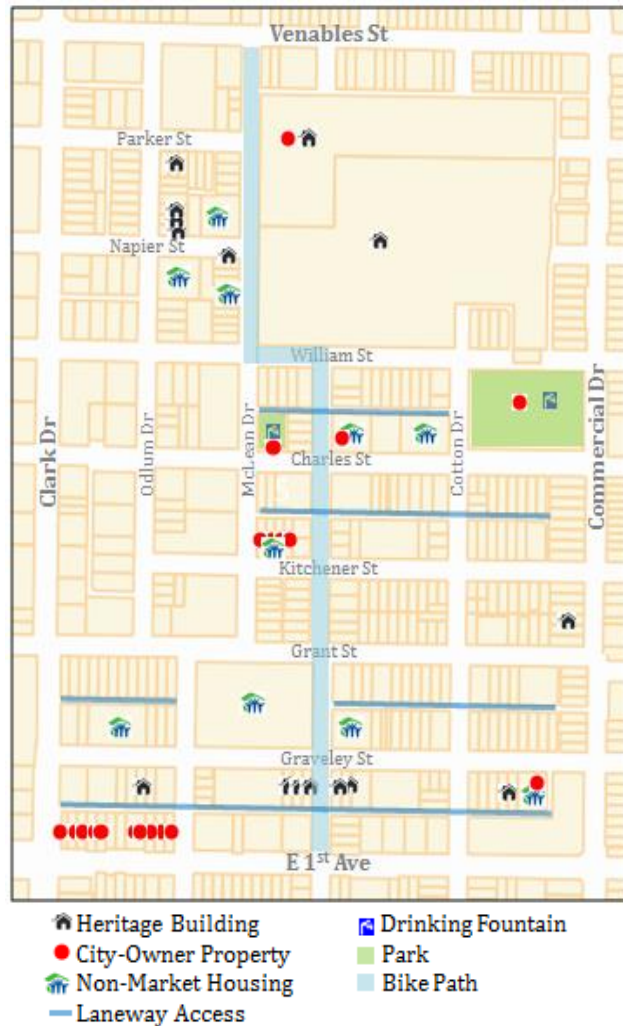 Venables St
Parker St
Napier St
William St
Clark Dr
Odlum Dr
McLean Dr
Cotton Dr
Commercial Dr
Charles St
Kitchener St
Grant St
Graveley St
E 1st Ave
Heritage Building
Drinking Fountain
City-Owner Property
Park
Non-Market Housing
Bike Path
Laneway Access